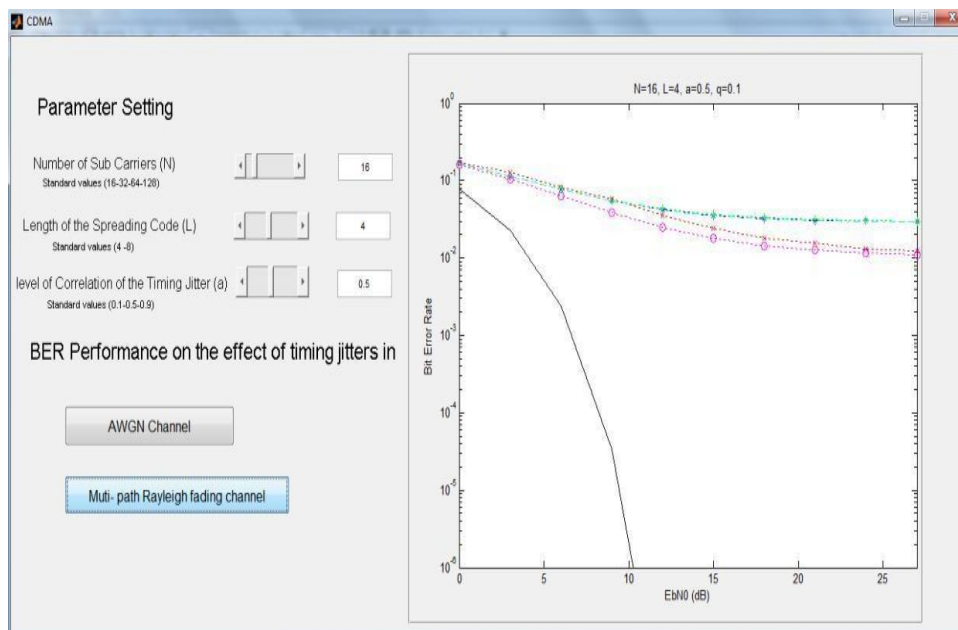 CDMA
Parameter Setting
Number of Sub Carriers (N)
Standard values (16-32-64-128)
16
Length of the Spreading Code (L)
Standard values (4 -8)
4
level of Correlation of the Timing Jitter (a)
Standard values (0.1-0.5-0.9)
0.5
BER Performance on the effect of timing jitters in
AWGN Channel
Muti- path Rayleigh fading channel
N=16, L=4, a=0.5, q=0.1
Bit Error Rate
10^0
10^-1
10^-2
10^-3
10^-4
10^-5
10^-6
0 5 10 15 20 25
EbN0 (dB)